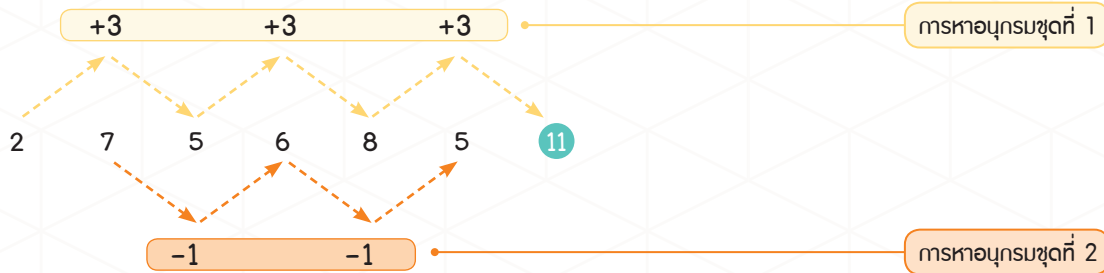 +3 +3 +3 การหาอนุกรมชุดที่ 1
2 7 5 6 8 5 11
-1 -1 การหาอนุกรมชุดที่ 2